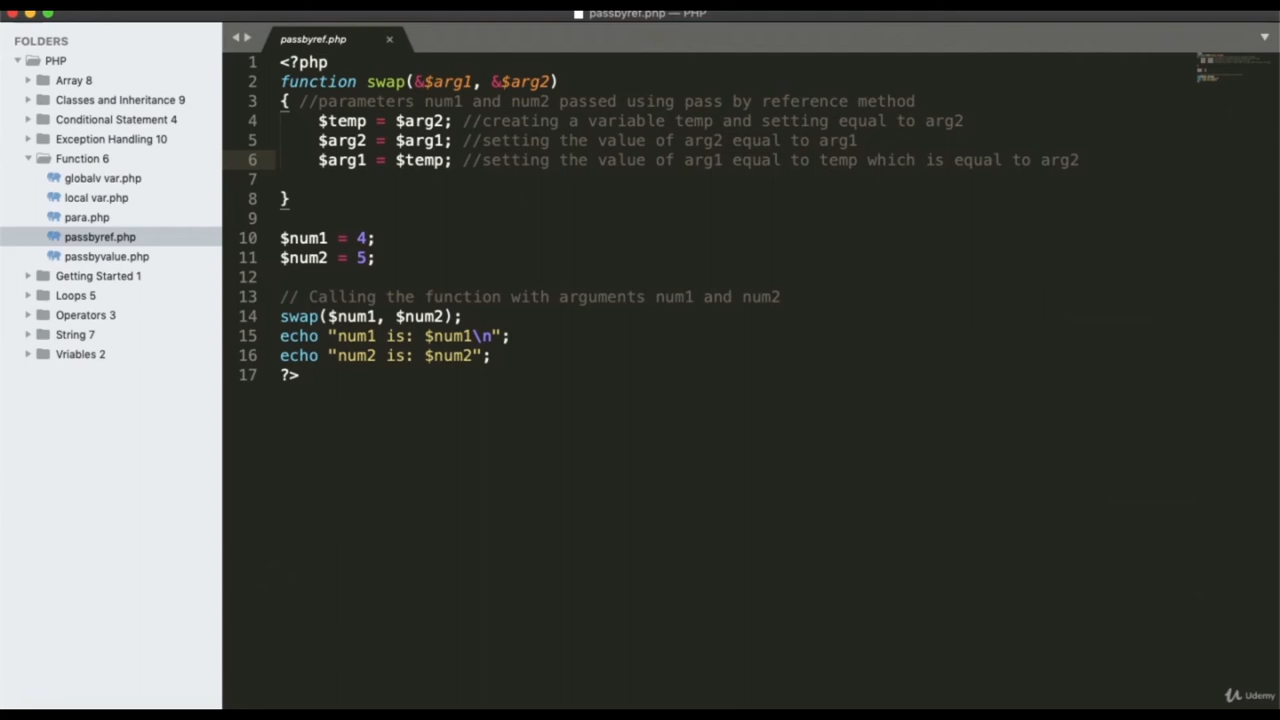 passbyref.php — PHP
FOLDERS
PHP
Array 8
Classes and Inheritance 9
Conditional Statement 4
Exception Handling 10
Function 6
globalv var.php
local var.php
para.php
passbyref.php
passbyvalue.php
Getting Started 1
Loops 5
Operators 3
String 7
Vriables 2
passbyref.php ×
1 <?php
2 function swap(&$arg1, &$arg2)
3 { //parameters num1 and num2 passed using pass by reference method
4 $temp = $arg2; //creating a variable temp and setting equal to arg2
5 $arg2 = $arg1; //setting the value of arg2 equal to arg1
6 $arg1 = $temp; //setting the value of arg1 equal to temp which is equal to arg2
7
8 }
9
10 $num1 = 4;
11 $num2 = 5;
12
13 // Calling the function with arguments num1 and num2
14 swap($num1, $num2);
15 echo "num1 is: $num1\n";
16 echo "num2 is: $num2";
17 ?>
Udemy